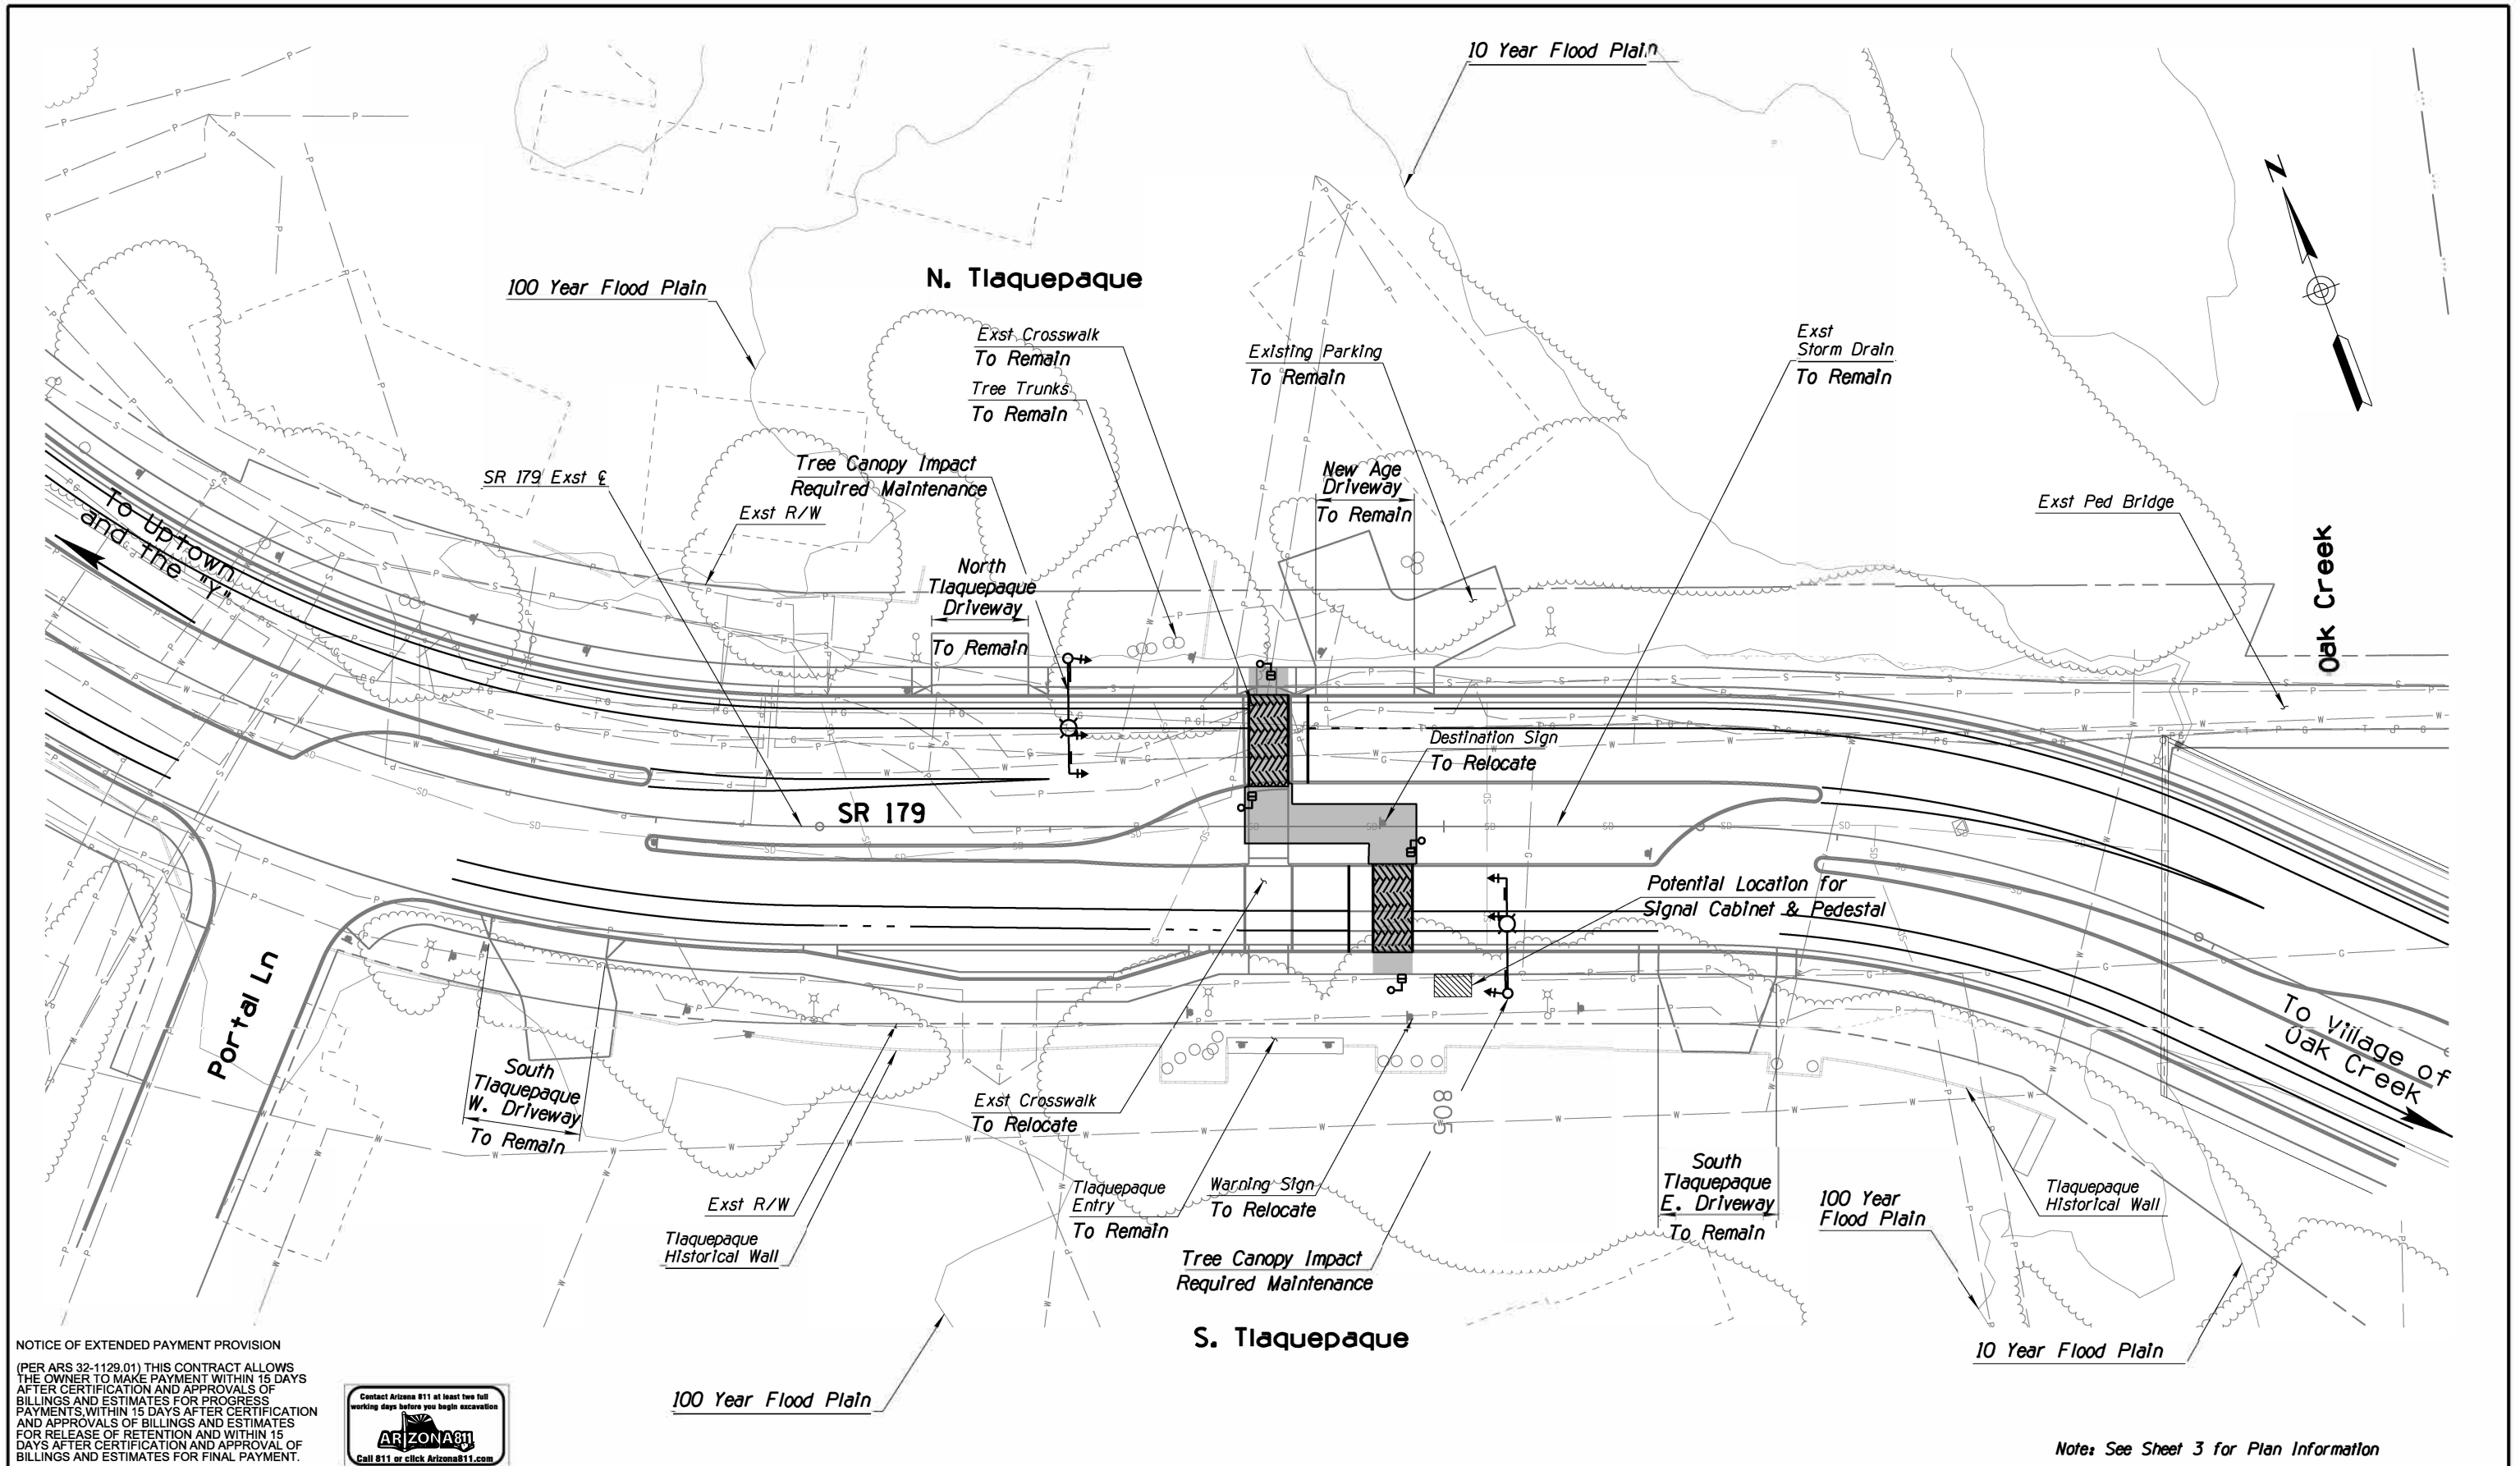 10 Year Flood Plain
N
N. Tlaquepaque
100 Year Flood Plain
Exst Crosswalk
To Remain
Tree Trunks
To Remain
Existing Parking
To Remain
Exst
Storm Drain
To Remain
Tree Canopy Impact
Required Maintenance
SR 179 Exst ℄
Exst R/W
New Age
Driveway
To Remain
Exst Ped Bridge
Oak Creek
To Uptown
and the "Y"
North
Tlaquepaque
Driveway
To Remain
Destination Sign
To Relocate
SR 179
Potential Location for
Signal Cabinet & Pedestal
Portal Ln
To Village of
Oak Creek
South
Tlaquepaque
W. Driveway
To Remain
Exst Crosswalk
To Relocate
805
Exst R/W
Tlaquepaque
Historical Wall
Tlaquepaque
Entry
To Remain
Warning Sign
To Relocate
Tree Canopy Impact
Required Maintenance
South
Tlaquepaque
E. Driveway
To Remain
100 Year
Flood Plain
Tlaquepaque
Historical Wall
S. Tlaquepaque
10 Year Flood Plain
100 Year Flood Plain
NOTICE OF EXTENDED PAYMENT PROVISION
(PER ARS 32-1129.01) THIS CONTRACT ALLOWS
THE OWNER TO MAKE PAYMENT WITHIN 15 DAYS
AFTER CERTIFICATION AND APPROVALS OF
BILLINGS AND ESTIMATES FOR PROGRESS
PAYMENTS,WITHIN 15 DAYS AFTER CERTIFICATION
AND APPROVALS OF BILLINGS AND ESTIMATES
FOR RELEASE OF RETENTION AND WITHIN 15
DAYS AFTER CERTIFICATION AND APPROVAL OF
BILLINGS AND ESTIMATES FOR FINAL PAYMENT.
Contact Arizona 811 at least two full
working days before you begin excavation
ARIZONA811
Call 811 or click Arizona811.com
Note: See Sheet 3 for Plan Information